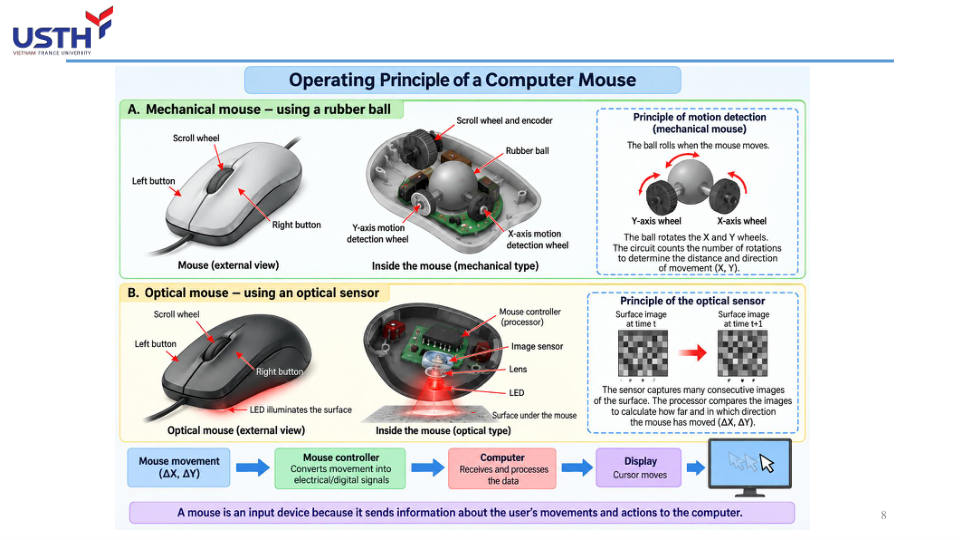 USTH
VIETNAM FRANCE UNIVERSITY
Operating Principle of a Computer Mouse
A. Mechanical mouse – using a rubber ball
Scroll wheel
Left button
Right button
Mouse (external view)
Scroll wheel and encoder
Rubber ball
Y-axis motion
detection wheel
X-axis motion
detection wheel
Inside the mouse (mechanical type)
Principle of motion detection
(mechanical mouse)
The ball rolls when the mouse moves.
Y-axis wheel
X-axis wheel
The ball rotates the X and Y wheels.
The circuit counts the number of rotations
to determine the distance and direction
of movement (X, Y).
B. Optical mouse – using an optical sensor
Scroll wheel
Left button
Right button
LED illuminates the surface
Optical mouse (external view)
Mouse controller
(processor)
Image sensor
Lens
LED
Surface under the mouse
Inside the mouse (optical type)
Principle of the optical sensor
Surface image
at time t
Surface image
at time t+1
The sensor captures many consecutive images
of the surface. The processor compares the images
to calculate how far and in which direction
the mouse has moved (ΔX, ΔY).
Mouse movement
(ΔX, ΔY)
Mouse controller
Converts movement into
electrical/digital signals
Computer
Receives and processes
the data
Display
Cursor moves
A mouse is an input device because it sends information about the user's movements and actions to the computer.
8